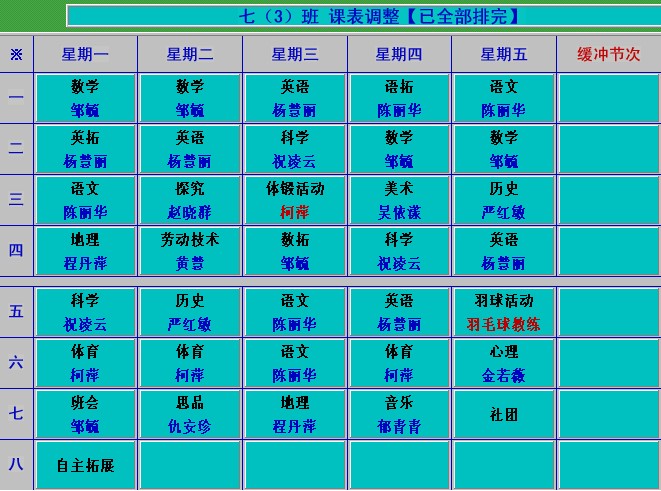 七（3）班 课表调整【已全部排完】
※ 星期一 星期二 星期三 星期四 星期五 缓冲节次
一 数学 数学 英语 语拓 语文
邹毓 邹毓 杨慧丽 陈丽华 陈丽华
二 英拓 英语 科学 数学 数学
杨慧丽 杨慧丽 祝凌云 邹毓 邹毓
三 语文 探究 体锻活动 美术 历史
陈丽华 赵晓群 柯萍 吴依漾 严红敏
四 地理 劳动技术 数拓 科学 英语
程丹萍 黄慧 邹毓 祝凌云 杨慧丽
五 科学 历史 语文 英语 羽球活动
祝凌云 严红敏 陈丽华 杨慧丽 羽毛球教练
六 体育 体育 语文 体育 心理
柯萍 柯萍 陈丽华 柯萍 金若薇
七 班会 思品 地理 音乐 社团
邹毓 仇安珍 程丹萍 郁青青
八 自主拓展